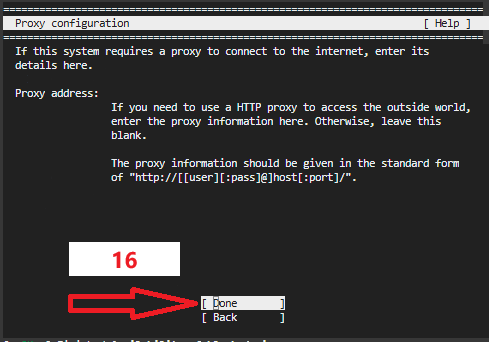 Proxy configuration [ Help ]
If this system requires a proxy to connect to the internet, enter its
details here.
Proxy address:
If you need to use a HTTP proxy to access the outside world,
enter the proxy information here. Otherwise, leave this
blank.
The proxy information should be given in the standard form
of "http://[[user][:pass]@]host[:port]/".
16
[ Done ]
[ Back ]